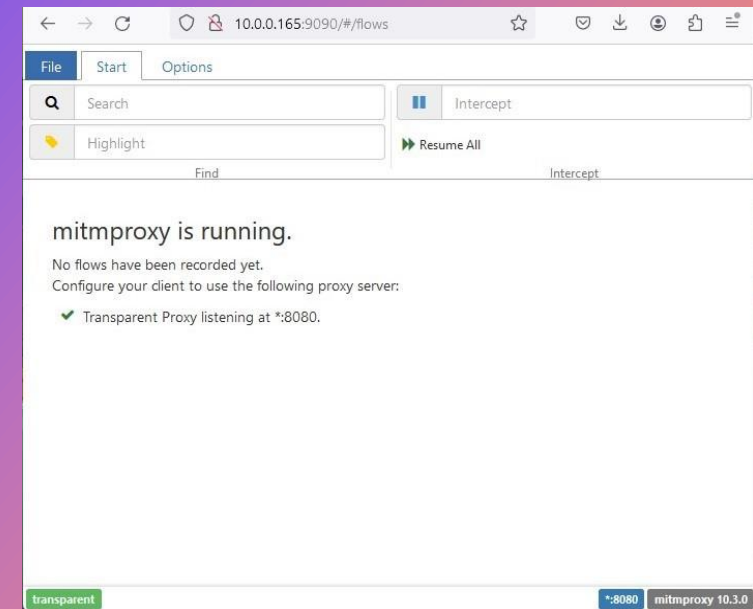 10.0.0.165:9090/#/flows
File Start Options
Search Intercept
Highlight Resume All
Find Intercept
mitmproxy is running.
No flows have been recorded yet.
Configure your client to use the following proxy server:
Transparent Proxy listening at *:8080.
transparent *:8080 mitmproxy 10.3.0